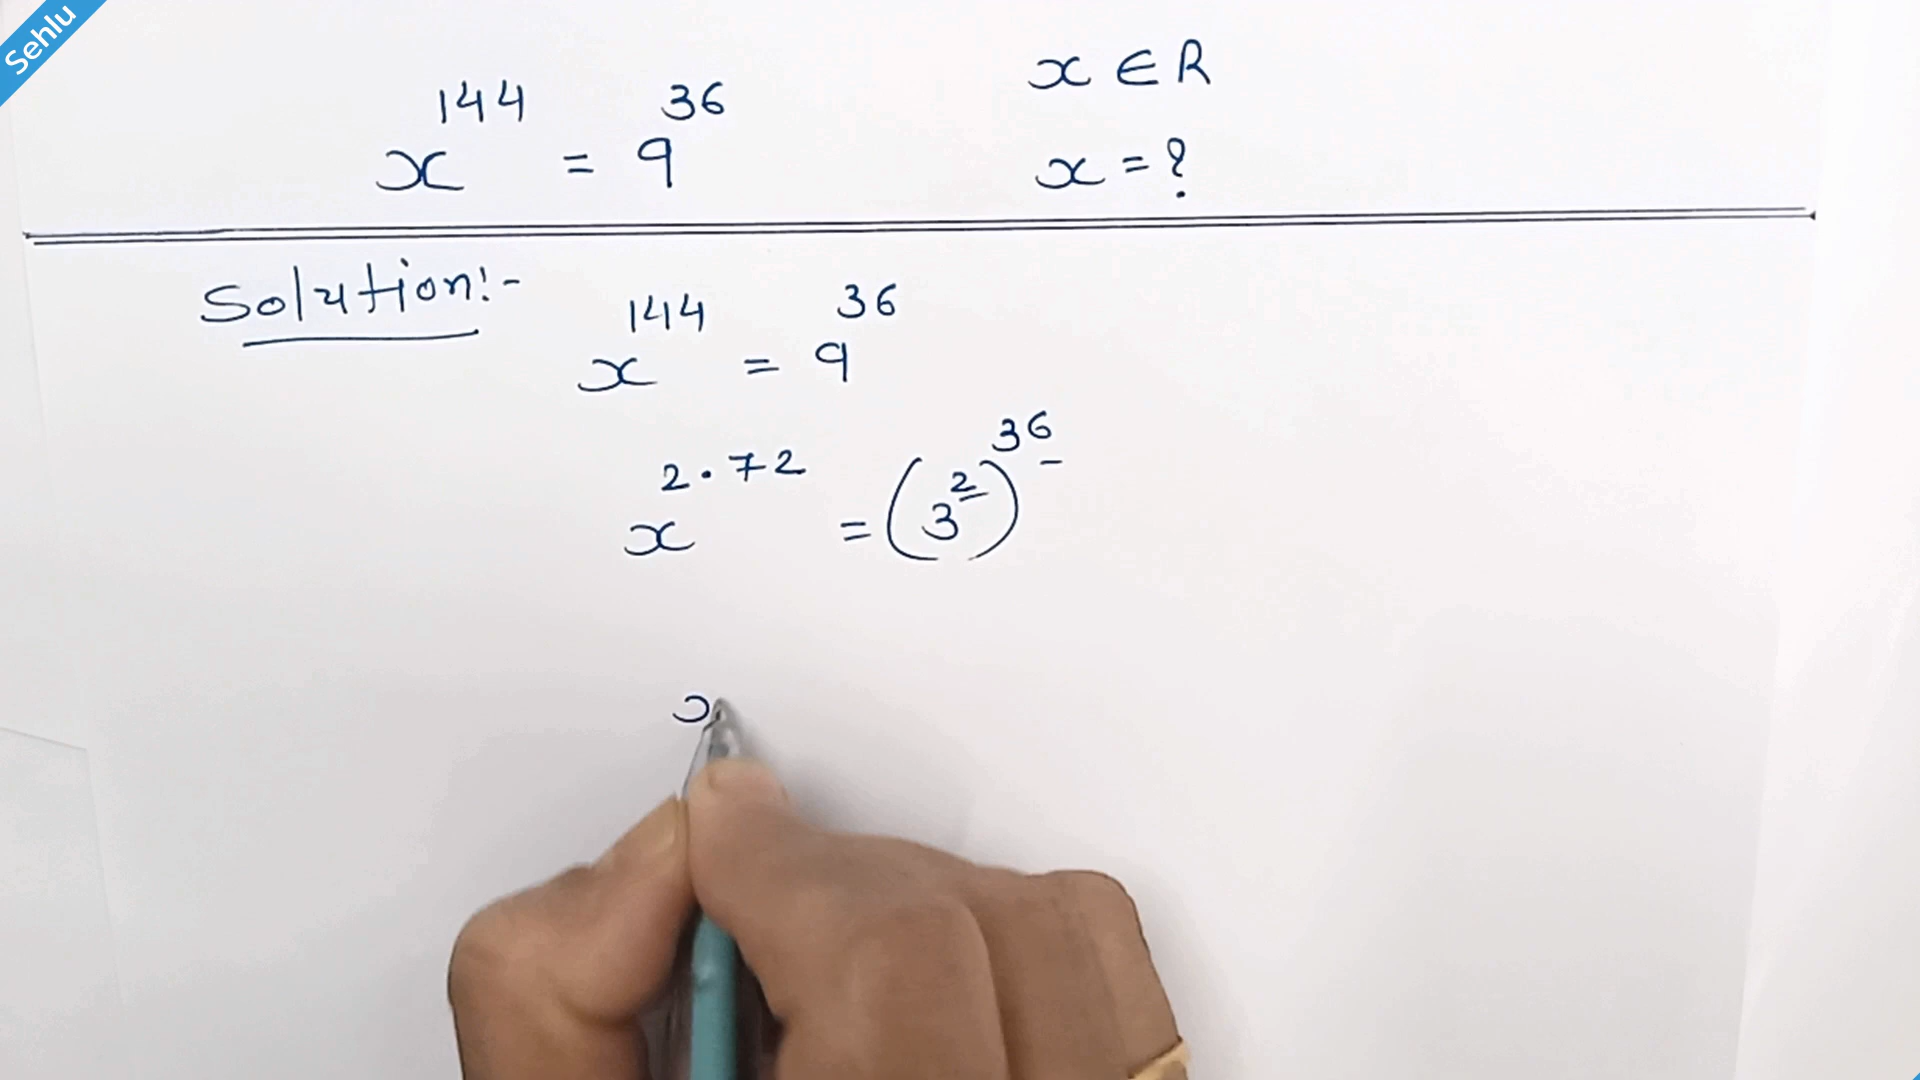 Sehlu
x^144 = 9^36
x ∈ R
x = ?
Solution:-
x^144 = 9^36
x^2·72 = (3^2)^36
x